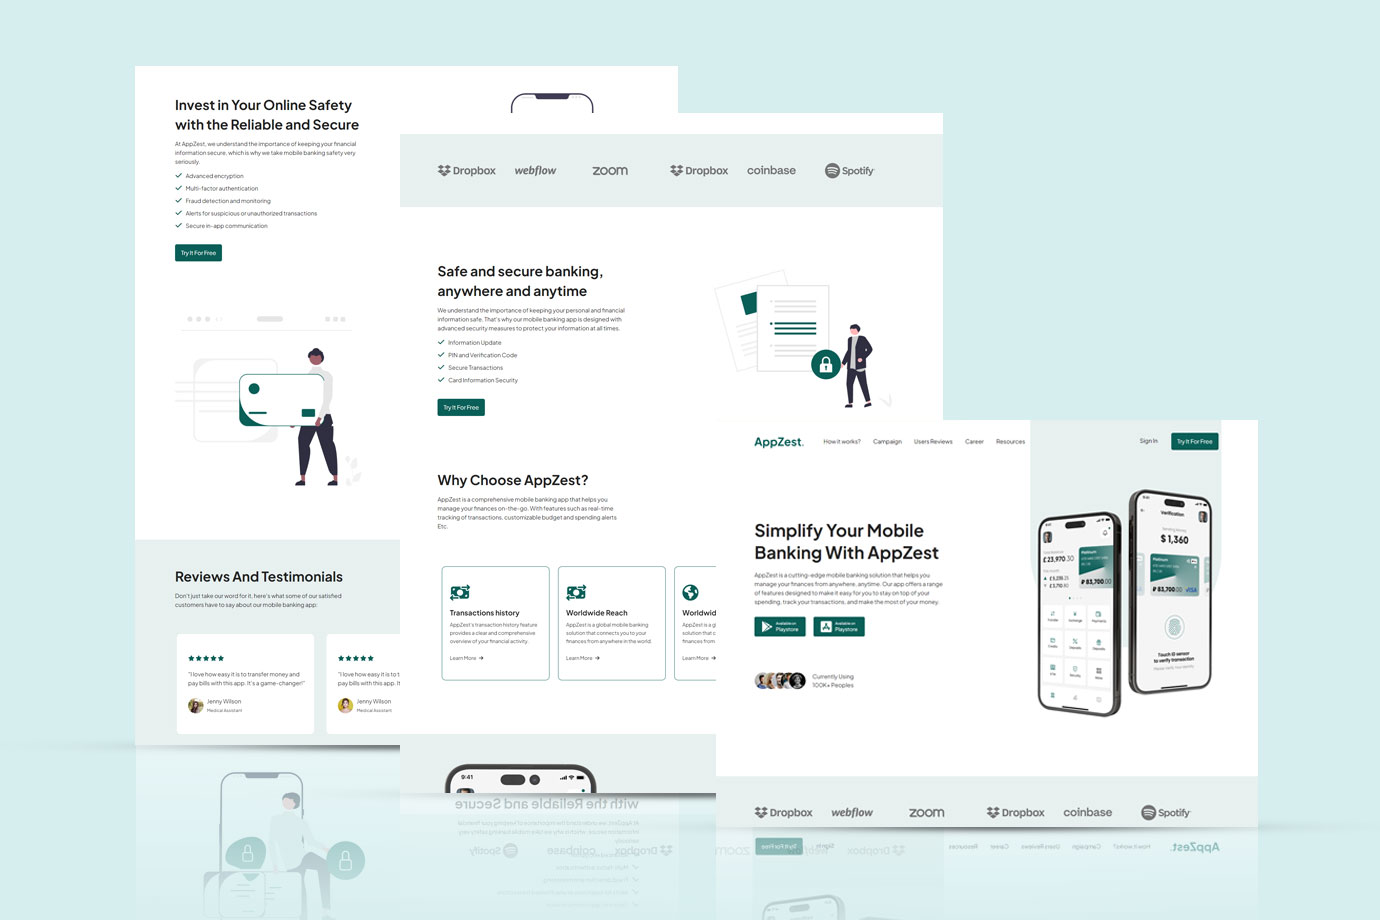 Invest in Your Online Safety
with the Reliable and Secure
At AppZest, we understand the importance of keeping your financial
information secure, which is why we take mobile banking safety very
seriously.
Advanced encryption
Multi-factor authentication
Fraud detection and monitoring
Alerts for suspicious or unauthorized transactions
Secure in-app communication
Try It For Free
Reviews And Testimonials
Don't just take our word for it, here's what some of our satisfied
customers have to say about our mobile banking app:
"I love how easy it is to transfer money and
pay bills with this app. It's a game-changer!"
Jenny Wilson
Medical Assistant
"I love how easy it is to t
pay bills with this app. It
Jenny Wilson
Medical Assistant
Dropbox webflow zoom Dropbox coinbase Spotify
Safe and secure banking,
anywhere and anytime
We understand the importance of keeping your personal and financial
information safe. That's why our mobile banking app is designed with
advanced security measures to protect your information at all times.
Information Update
PIN and Verification Code
Secure Transactions
Card Information Security
Try It For Free
Why Choose AppZest?
AppZest is a comprehensive mobile banking app that helps you
manage your finances on-the-go. With features such as real-time
tracking of transactions, customizable budget and spending alerts
Etc.
Transactions history
AppZest's transaction history feature
provides a clear and comprehensive
overview of your financial activity.
Learn More
Worldwide Reach
AppZest is a global mobile banking
solution that connects you to your
finances from anywhere in the world.
Learn More
Worldwid
AppZest is a g
solution that c
finances from
Learn More
9:41
AppZest.
How it works? Campaign Users Reviews Career Resources
Sign In
Try It For Free
Simplify Your Mobile
Banking With AppZest
AppZest is a cutting-edge mobile banking solution that helps you
manage your finances from anywhere, anytime. Our app offers a range
of features designed to make it easy for you to stay on top of your
spending, track your transactions, and make the most of your money.
Available on
Playstore
Available on
Playstore
Currently Using
100K+ Peoples
£ 23,970.30
Platinum
₽ 83,700.00
Verification
$ 1,360
Platinum
₽ 83,700.00
VISA
Touch ID sensor
to verify transaction
Dropbox webflow zoom Dropbox coinbase Spotify